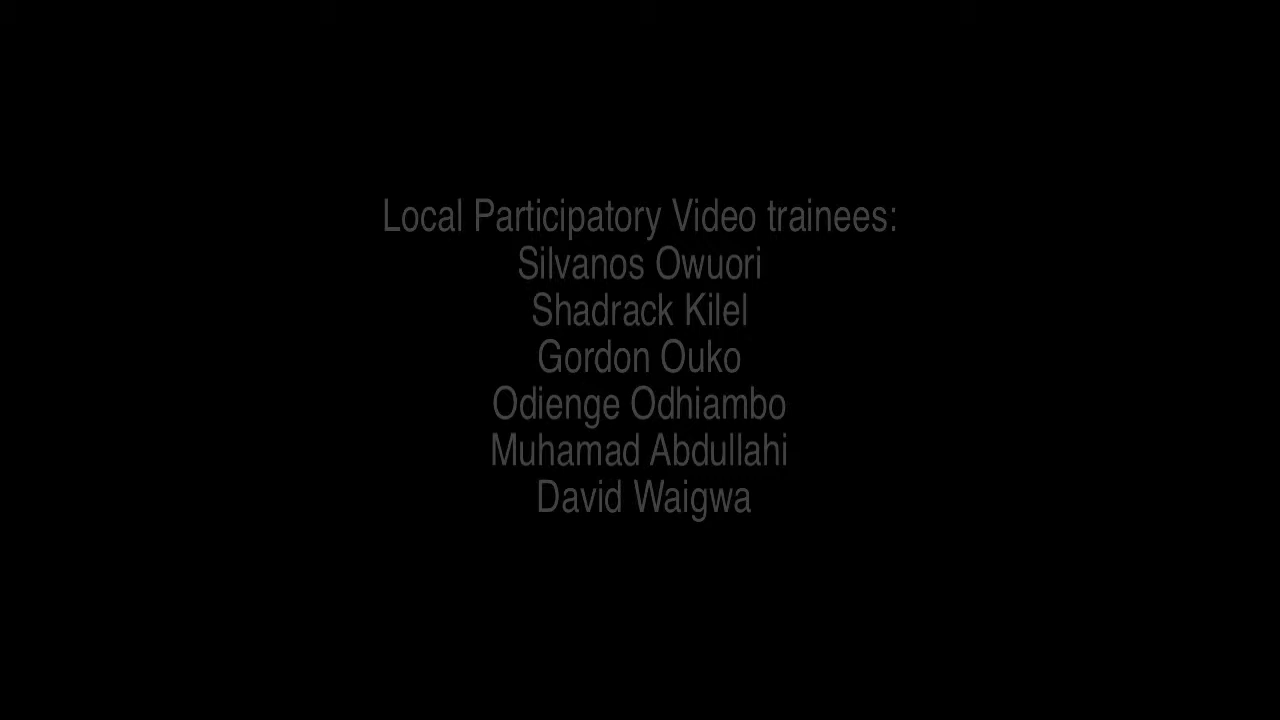 Local Participatory Video trainees:
Silvanos Owuori
Shadrack Kilel
Gordon Ouko
Odienge Odhiambo
Muhamad Abdullahi
David Waigwa